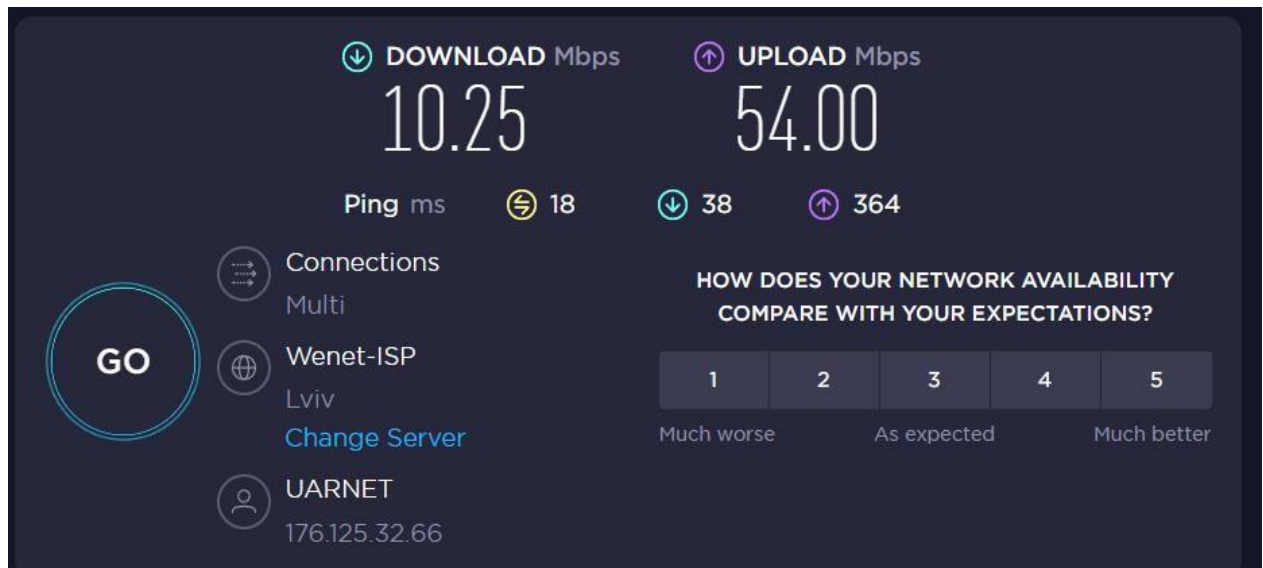 DOWNLOAD Mbps
UPLOAD Mbps
10.25
54.00
Ping ms 18 38 364
GO
Connections
Multi
Wenet-ISP
Lviv
Change Server
UARNET
176.125.32.66
HOW DOES YOUR NETWORK AVAILABILITY
COMPARE WITH YOUR EXPECTATIONS?
1 2 3 4 5
Much worse As expected Much better